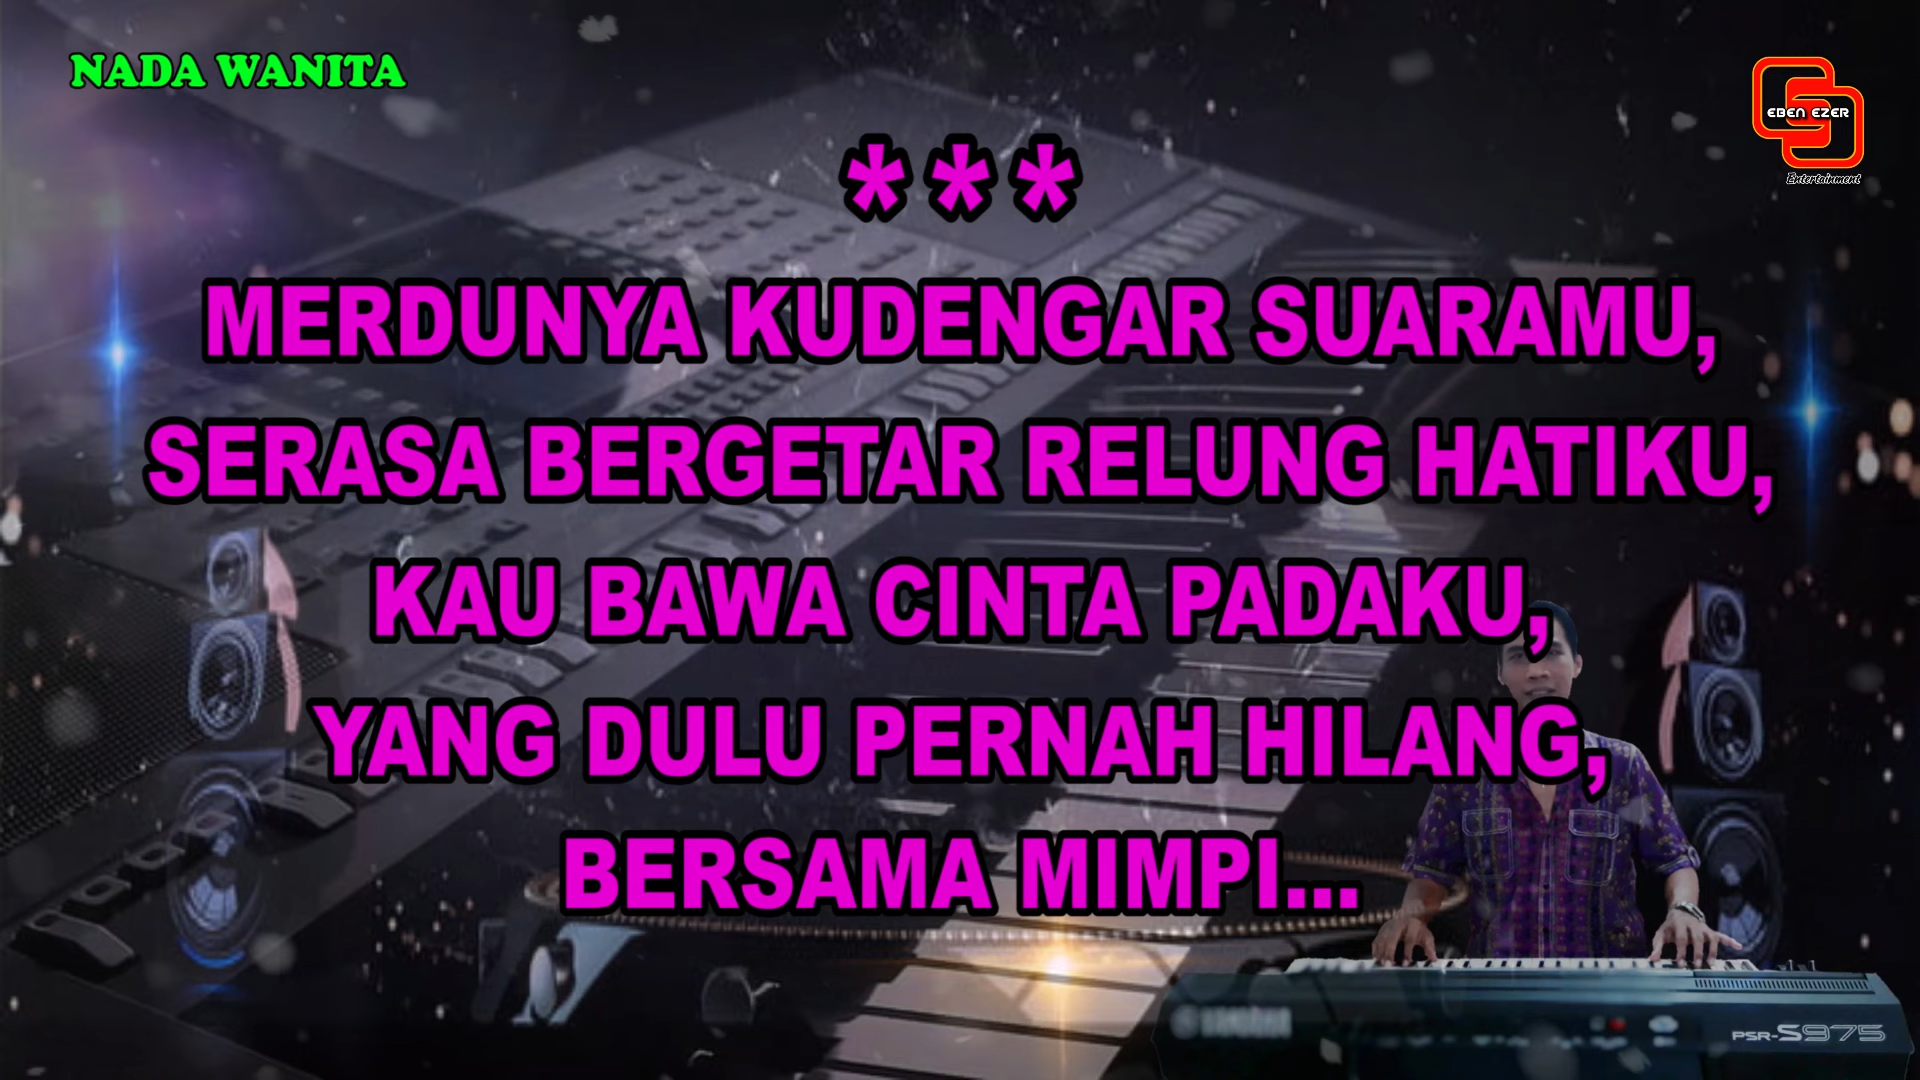 NADA WANITA
EBEN EZER
Entertainment
***
MERDUNYA KUDENGAR SUARAMU,
SERASA BERGETAR RELUNG HATIKU,
KAU BAWA CINTA PADAKU,
YANG DULU PERNAH HILANG,
BERSAMA MIMPI...
PSR-S975